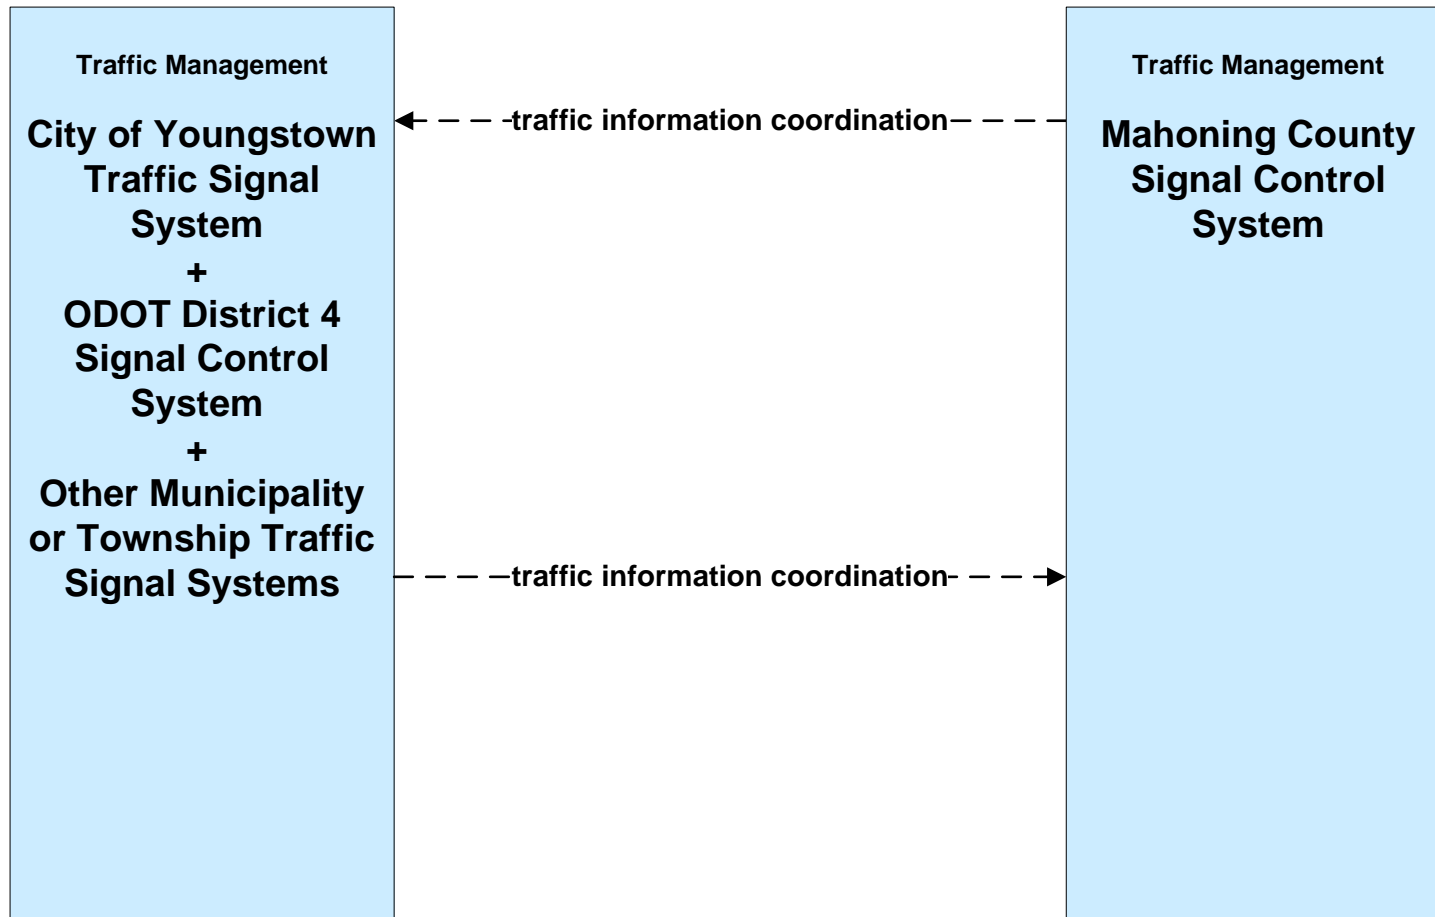 Traffic Management
City of Youngstown
Traffic Signal
System
+
ODOT District 4
Signal Control
System
+
Other Municipality
or Township Traffic
Signal Systems
traffic information coordination
traffic information coordination
Traffic Management
Mahoning County
Signal Control
System